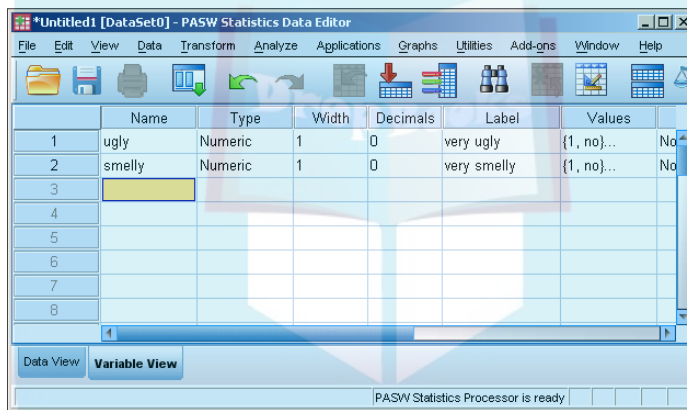 *Untitled1 [DataSet0] - PASW Statistics Data Editor
File Edit View Data Transform Analyze Applications Graphs Utilities Add-ons Window Help
Name Type Width Decimals Label Values
1 ugly Numeric 1 0 very ugly {1, no}... No
2 smelly Numeric 1 0 very smelly {1, no}... No
3
4
5
6
7
8
Data View Variable View
PASW Statistics Processor is ready